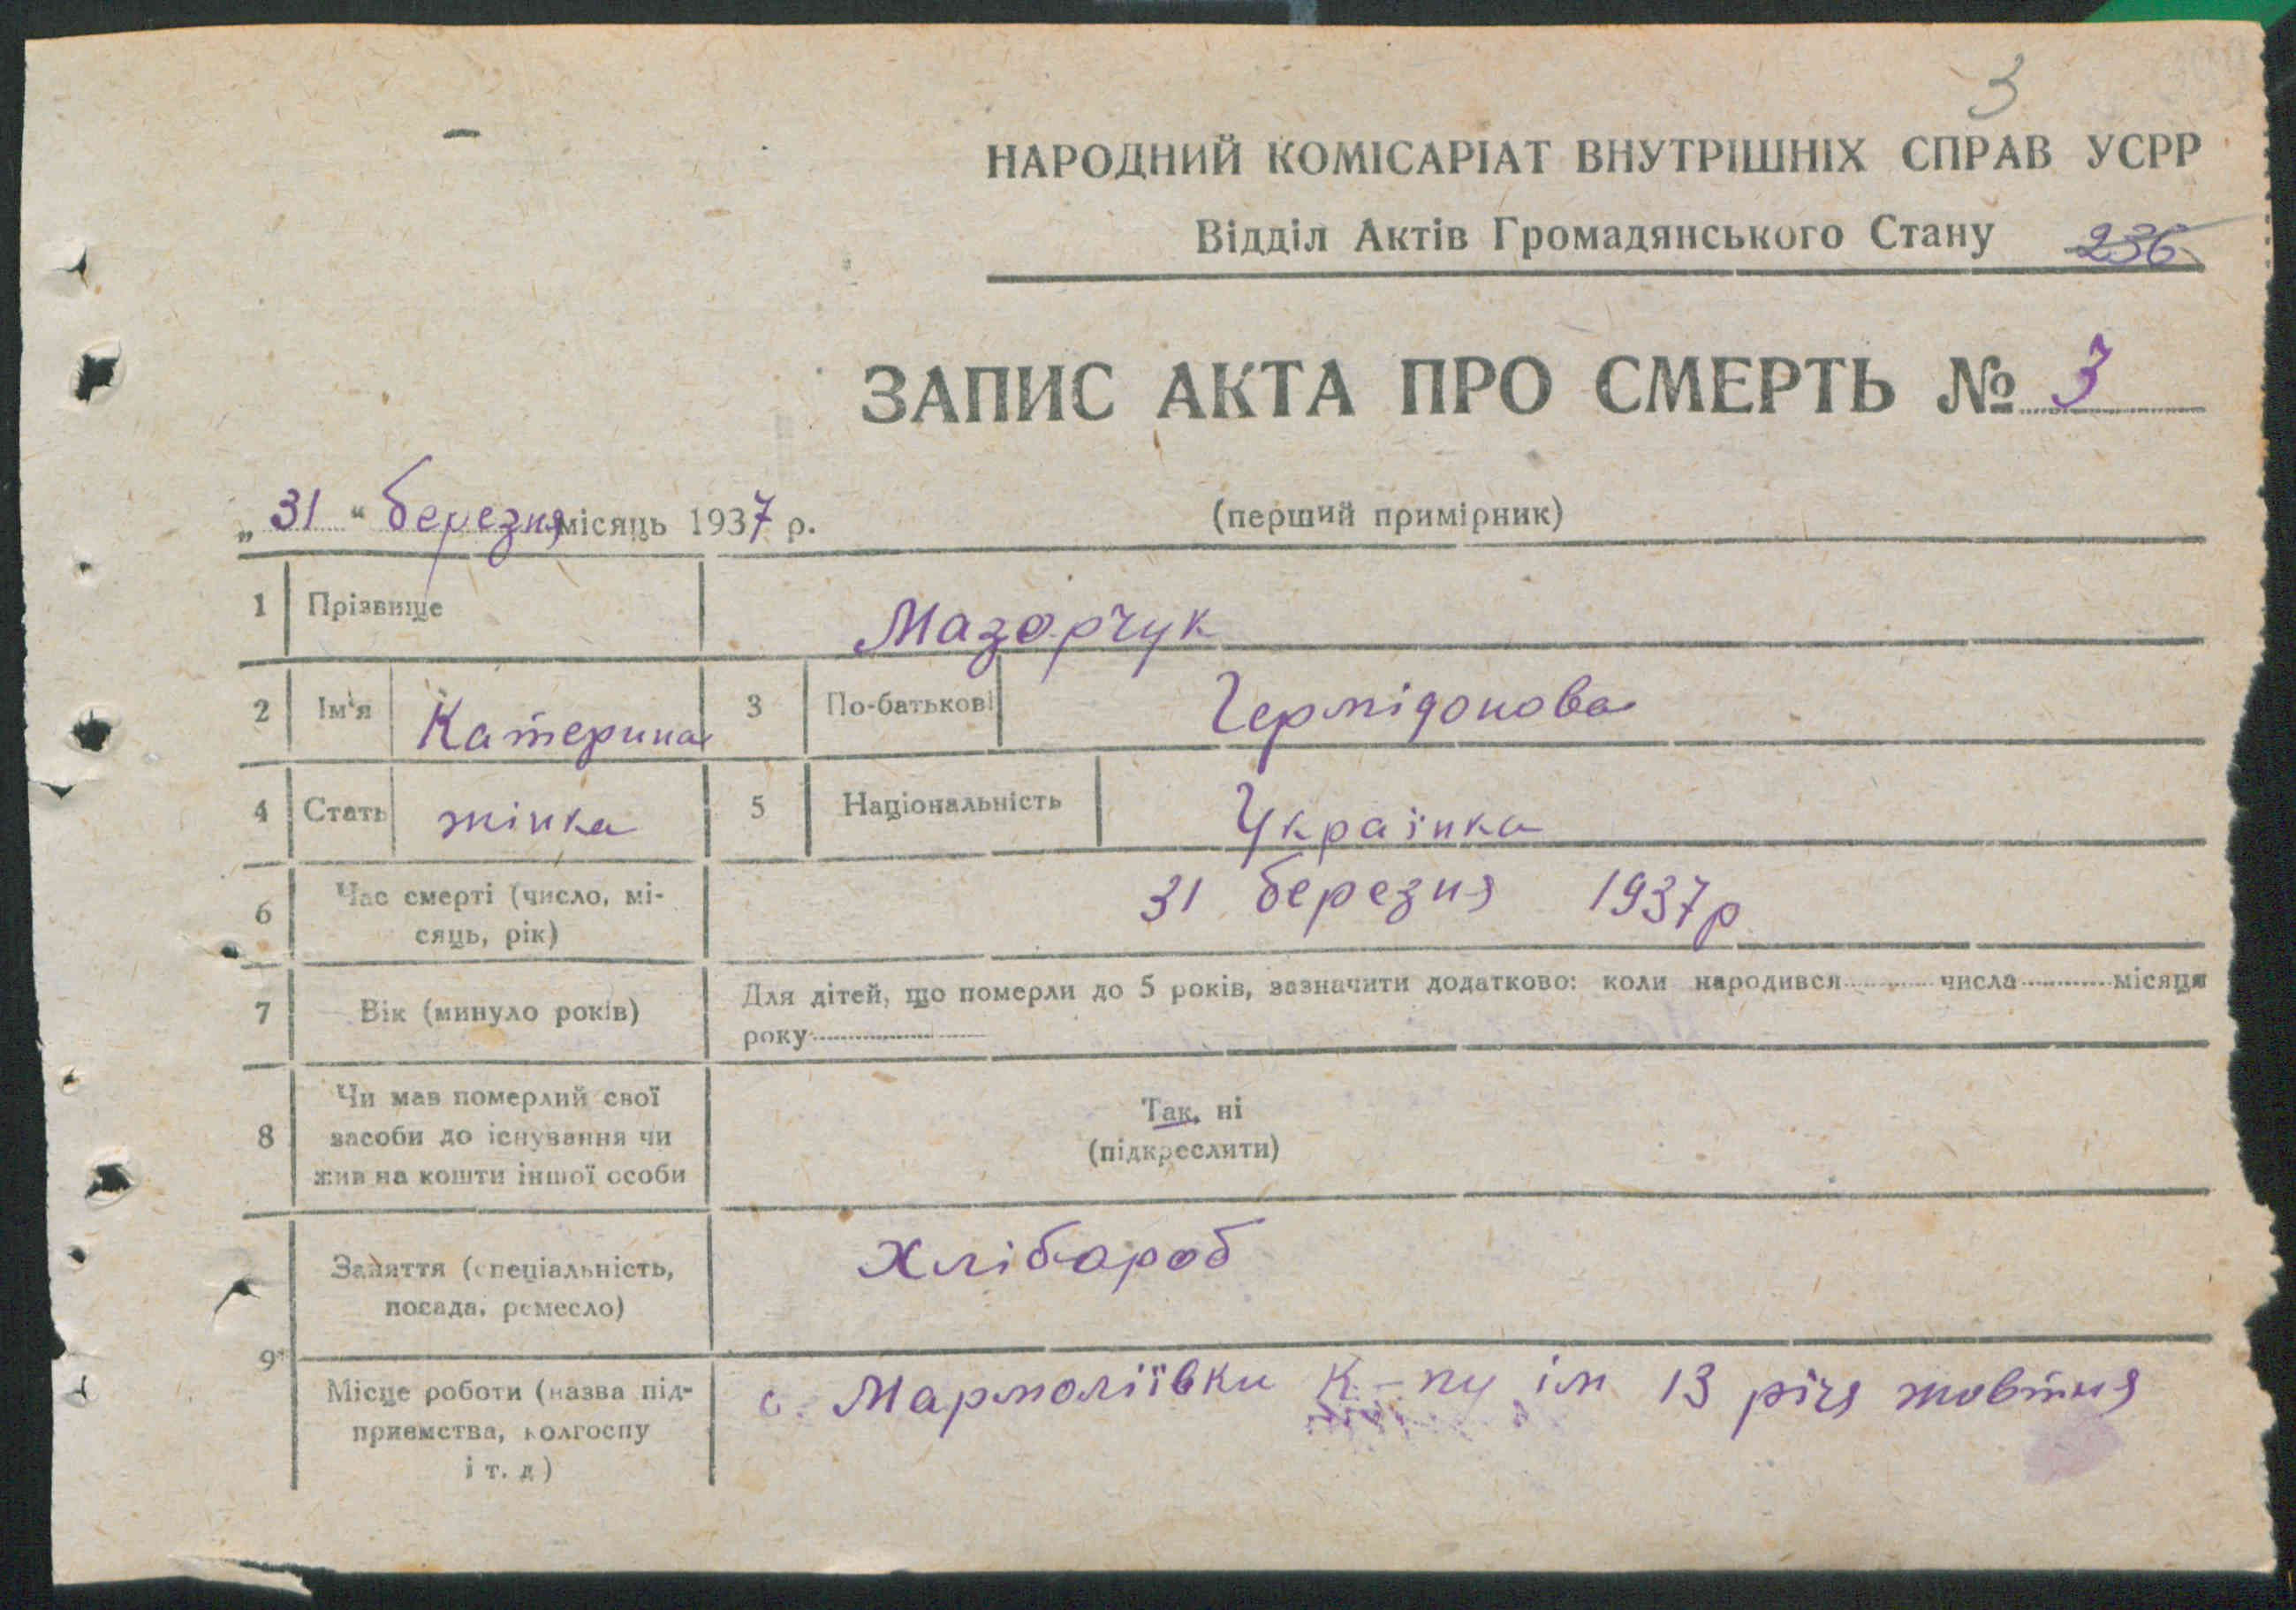 3
НАРОДНИЙ КОМІСАРІАТ ВНУТРІШНІХ СПРАВ УСРР
Відділ Актів Громадянського Стану 236
ЗАПИС АКТА ПРО СМЕРТЬ № 3
„ 31 “ березня місяць 1937 р. (перший примірник)
1 Прізвище Мазорчук
2 Ім'я Катерина 3 По-батькові Гермідонова
4 Стать жінка 5 Національність Українка
6 Час смерті (число, мі-
сяць, рік) 31 березня 1937 р
7 Вік (минуло років) Для дітей, що померли до 5 років, зазначити додатково: коли народився числа місяця
року
8 Чи мав померлий свої
засоби до існування чи
жив на кошти іншої особи
Так, ні
(підкреслити)
9 Заняття (спеціальність,
посада, ремесло) Хлібороб
Місце роботи (назва під-
приємства, колгоспу
і т. д) с. Мармоліївки К-пу ім 13 річя жовтня